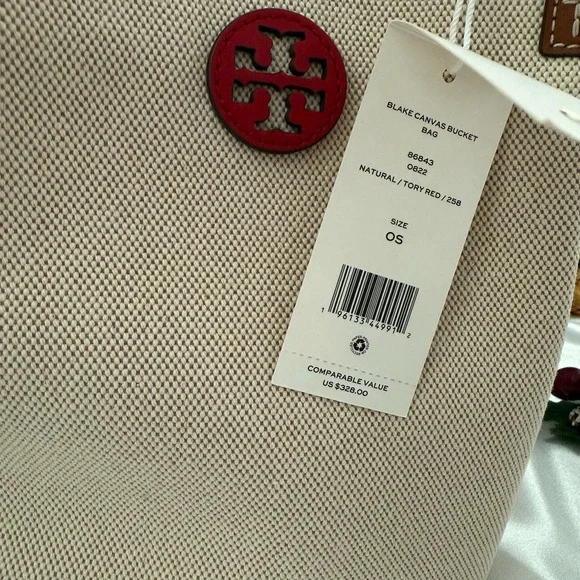 BLAKE CANVAS BUCKET
BAG
86843
0822
NATURAL / TORY RED / 258
SIZE
OS
1 96133 44991 2
COMPARABLE VALUE
US $328.00